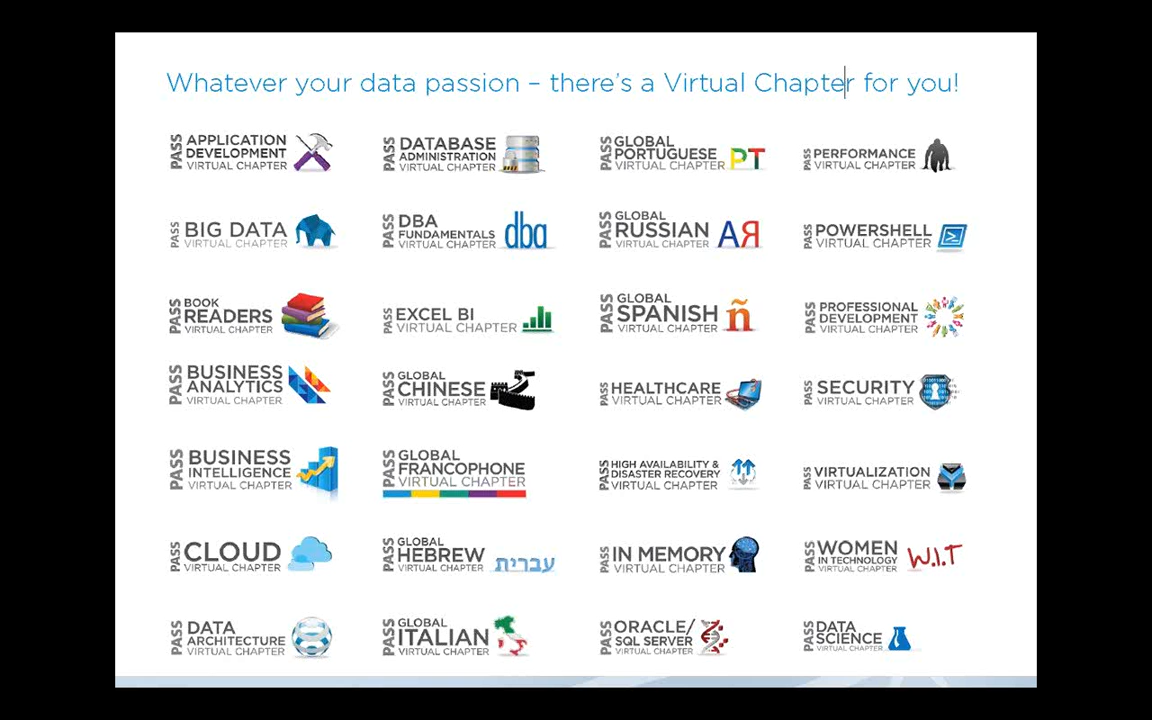 Whatever your data passion – there's a Virtual Chapter for you!
PASS
APPLICATION
DEVELOPMENT
VIRTUAL CHAPTER
PASS
DATABASE
ADMINISTRATION
VIRTUAL CHAPTER
PASS
GLOBAL
PORTUGUESE
VIRTUAL CHAPTER
PT
PASS
PERFORMANCE
VIRTUAL CHAPTER
PASS
BIG DATA
VIRTUAL CHAPTER
PASS
DBA
FUNDAMENTALS
VIRTUAL CHAPTER
dba
PASS
GLOBAL
RUSSIAN
VIRTUAL CHAPTER
АЯ
PASS
POWERSHELL
VIRTUAL CHAPTER
PASS
BOOK
READERS
VIRTUAL CHAPTER
PASS
EXCEL BI
VIRTUAL CHAPTER
PASS
GLOBAL
SPANISH
VIRTUAL CHAPTER
ñ
PASS
PROFESSIONAL
DEVELOPMENT
VIRTUAL CHAPTER
PASS
BUSINESS
ANALYTICS
VIRTUAL CHAPTER
PASS
GLOBAL
CHINESE
VIRTUAL CHAPTER
PASS
HEALTHCARE
VIRTUAL CHAPTER
PASS
SECURITY
VIRTUAL CHAPTER
PASS
BUSINESS
INTELLIGENCE
VIRTUAL CHAPTER
PASS
GLOBAL
FRANCOPHONE
VIRTUAL CHAPTER
PASS
HIGH AVAILABILITY &
DISASTER RECOVERY
VIRTUAL CHAPTER
PASS
VIRTUALIZATION
VIRTUAL CHAPTER
PASS
CLOUD
VIRTUAL CHAPTER
PASS
GLOBAL
HEBREW
VIRTUAL CHAPTER
עברית
PASS
IN MEMORY
VIRTUAL CHAPTER
PASS
WOMEN
IN TECHNOLOGY
VIRTUAL CHAPTER
W.I.T
PASS
DATA
ARCHITECTURE
VIRTUAL CHAPTER
PASS
GLOBAL
ITALIAN
VIRTUAL CHAPTER
PASS
ORACLE/
SQL SERVER
VIRTUAL CHAPTER
PASS
DATA
SCIENCE
VIRTUAL CHAPTER